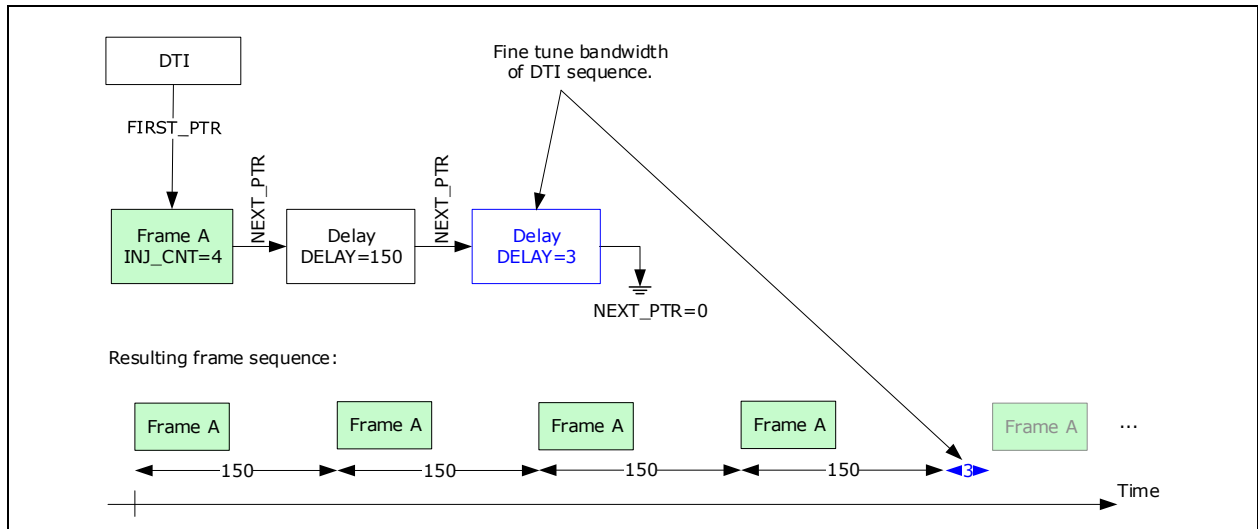 DTI
Fine tune bandwidth
of DTI sequence.
FIRST_PTR
NEXT_PTR
NEXT_PTR
Frame A
INJ_CNT=4
Delay
DELAY=150
Delay
DELAY=3
NEXT_PTR=0
Resulting frame sequence:
Frame A
Frame A
Frame A
Frame A
Frame A
...
150
150
150
150
3
Time